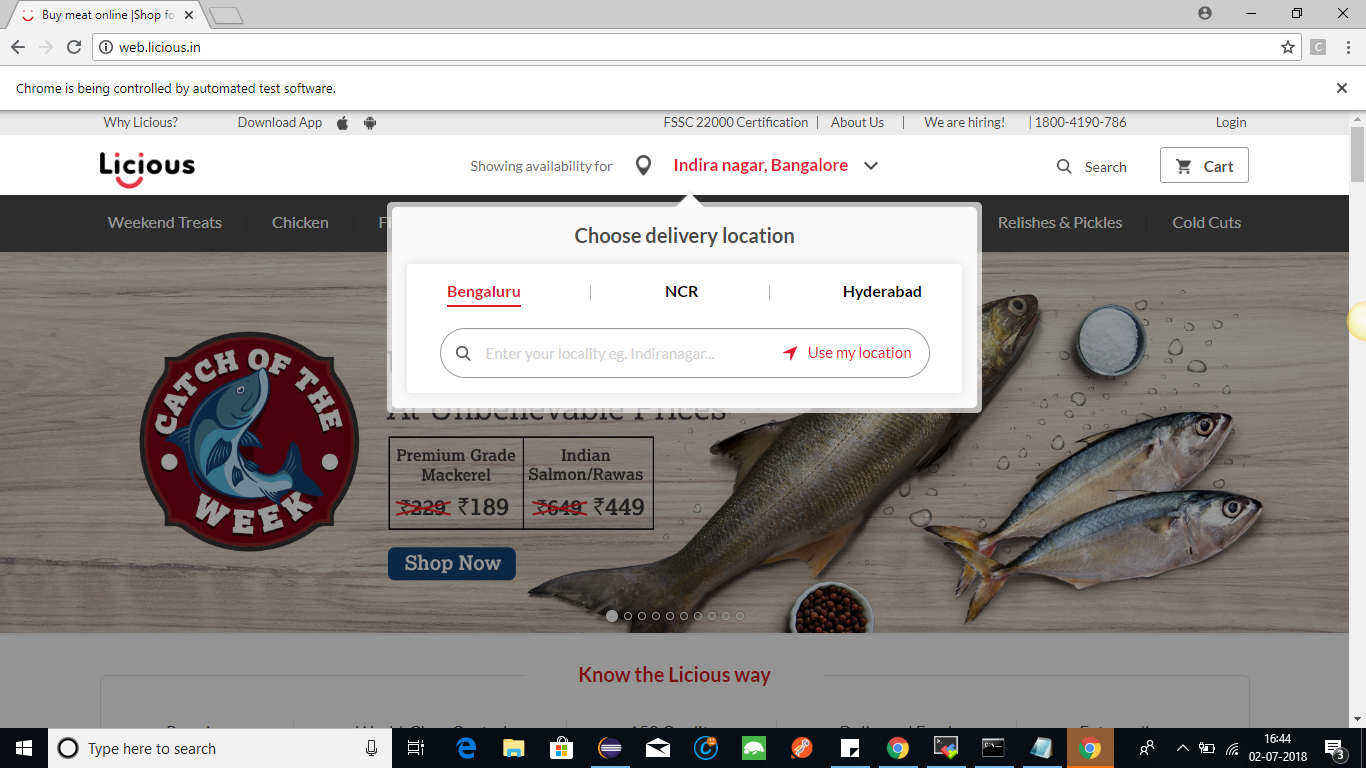 Buy meat online |Shop fo
web.licious.in
Chrome is being controlled by automated test software.
Why Licious? Download App FSSC 22000 Certification | About Us | We are hiring! | 1800-4190-786 Login
Licious Showing availability for Indira nagar, Bangalore Search Cart
Weekend Treats Chicken Relishes & Pickles Cold Cuts
Choose delivery location
Bengaluru | NCR | Hyderabad
Enter your locality eg. Indiranagar... Use my location
CATCH OF THE
WEEK
At Unbelievable Prices
Premium Grade Indian
Mackerel Salmon/Rawas
₹229 ₹189 ₹649 ₹449
Shop Now
Know the Licious way
Type here to search
16:44
02-07-2018
3